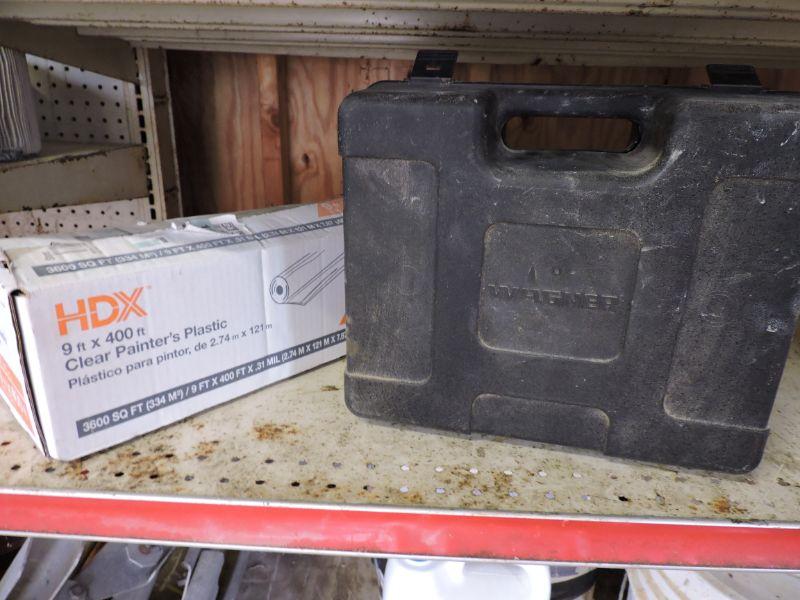 3600 SQ FT (334 M²) / 9 FT X 400 FT X .31 MIL (2.74 M X 121 M X 7.87
HDX
9 ft x 400 ft
Clear Painter's Plastic
Plástico para pintor, de 2.74 m x 121 m
3600 SQ FT (334 M²) / 9 FT X 400 FT X .31 MIL (2.74 M X 121 M X 7.87
WAGNER